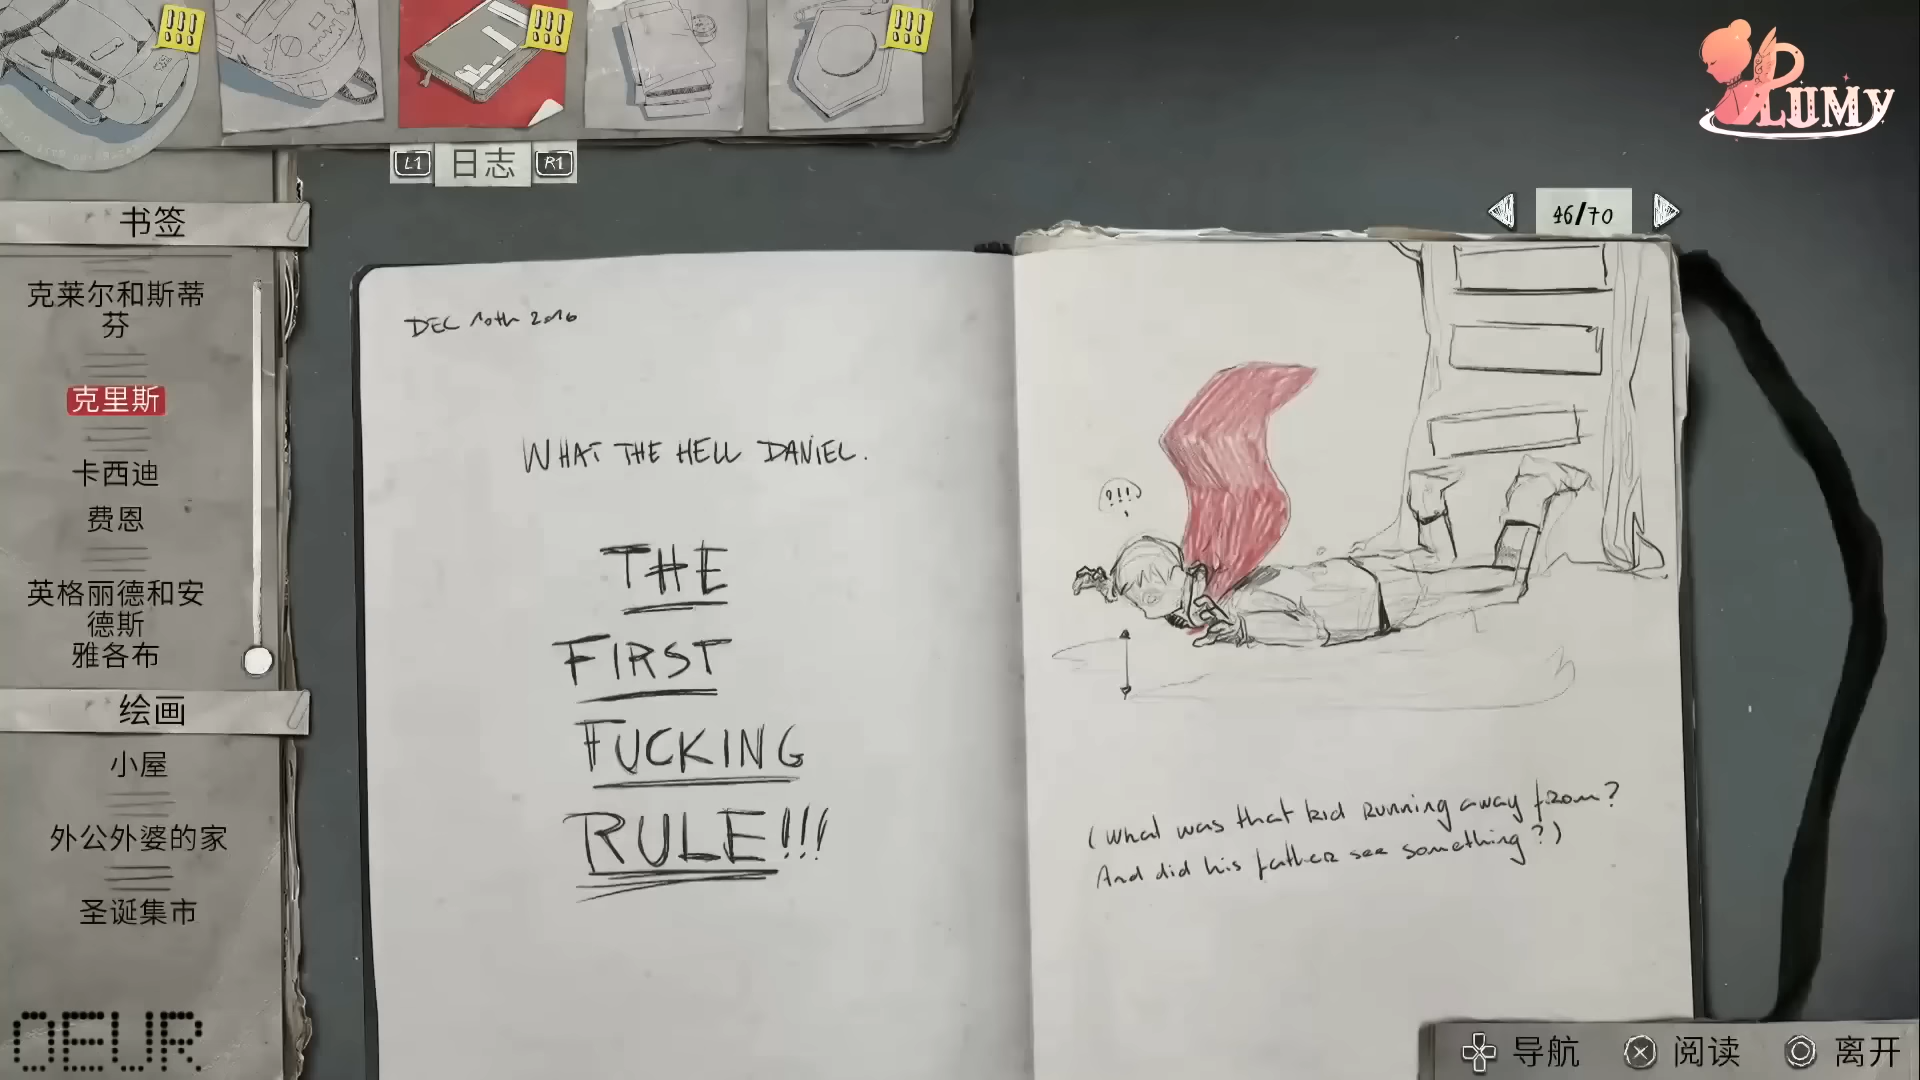 PLUMY
L1 日志 R1
46/70
书签
克莱尔和斯蒂
芬
克里斯
卡西迪
费恩
英格丽德和安
德斯
雅各布
绘画
小屋
外公外婆的家
圣诞集市
DEC 10th 2016
WHAT THE HELL DANIEL.
THE
FIRST
FUCKING
RULE!!!
?!!
(What was that kid running away from?
And did his father see something?)
OEUR
导航 阅读 离开